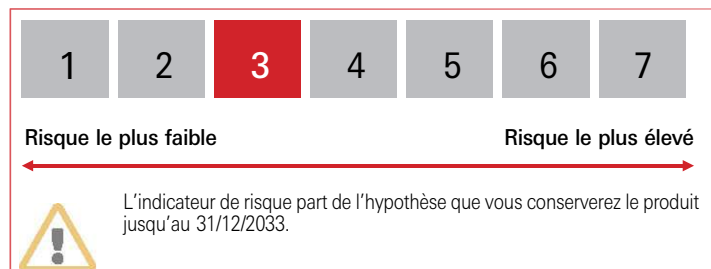 1 2 3 4 5 6 7
Risque le plus faible Risque le plus élevé
L'indicateur de risque part de l'hypothèse que vous conserverez le produit
jusqu'au 31/12/2033.